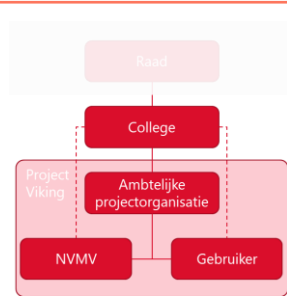 Raad
College
Project
Viking
Ambtelijke
projectorganisatie
NVMV
Gebruiker